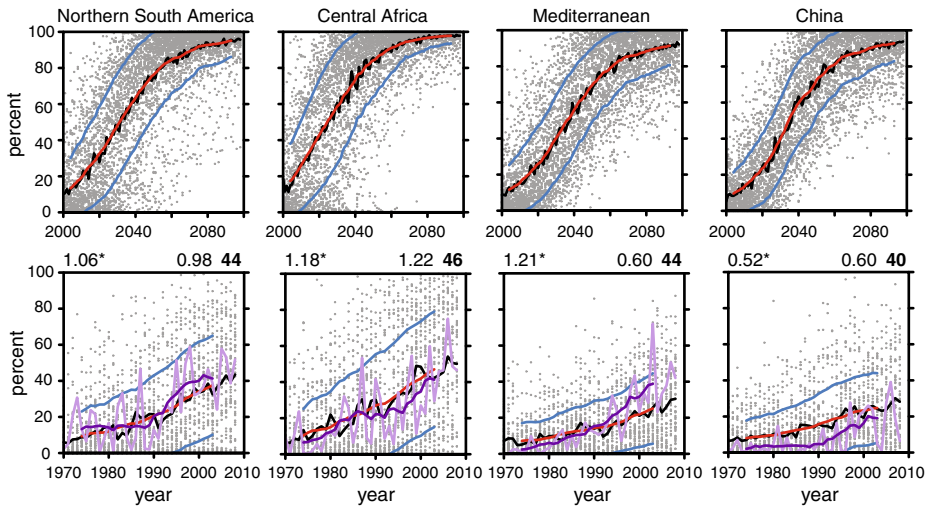 Northern South America Central Africa Mediterranean China
percent
100
80
60
40
20
0
2000 2040 2080 2000 2040 2080 2000 2040 2080 2000 2040 2080
1.06* 0.98 44 1.18* 1.22 46 1.21* 0.60 44 0.52* 0.60 40
percent
100
80
60
40
20
0
1970 1980 1990 2000 1970 1980 1990 2000 1970 1980 1990 2000 2010 1970 1980 1990 2000 2010
year year year year